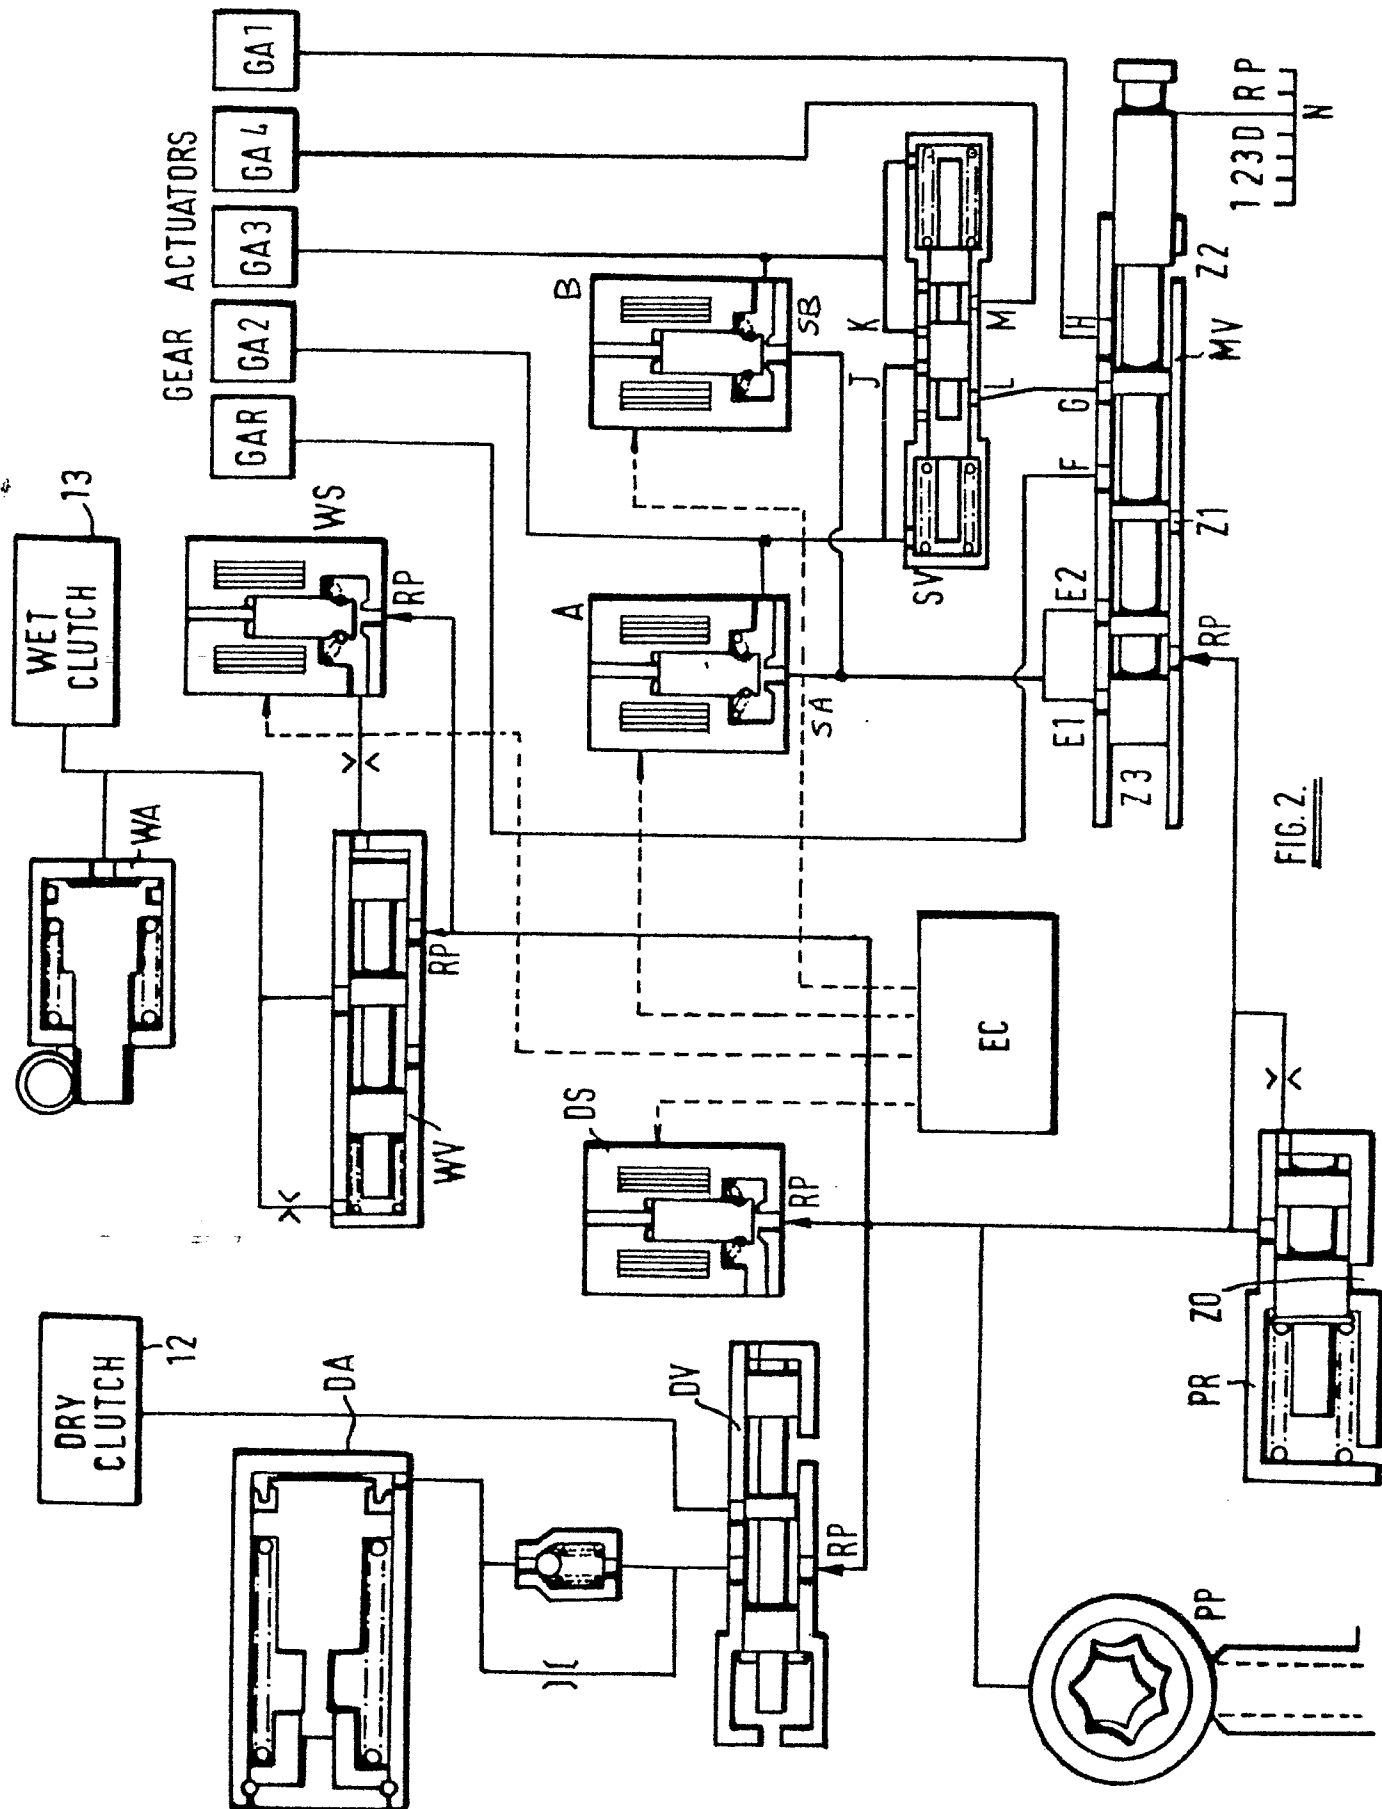 GEAR ACTUATORS
GAR
GA2
GA3
GA4
GA1
WET
CLUTCH
13
WA
WS
RP
WV
RP
DRY
CLUTCH
12
DA
DV
RP
DS
RP
A
SA
B
SB
SV
J
K
L
M
EC
E1
E2
F
G
H
Z3
RP
Z1
MV
Z2
1 2 3 D
N
R P
PR
Z0
PP
FIG. 2.